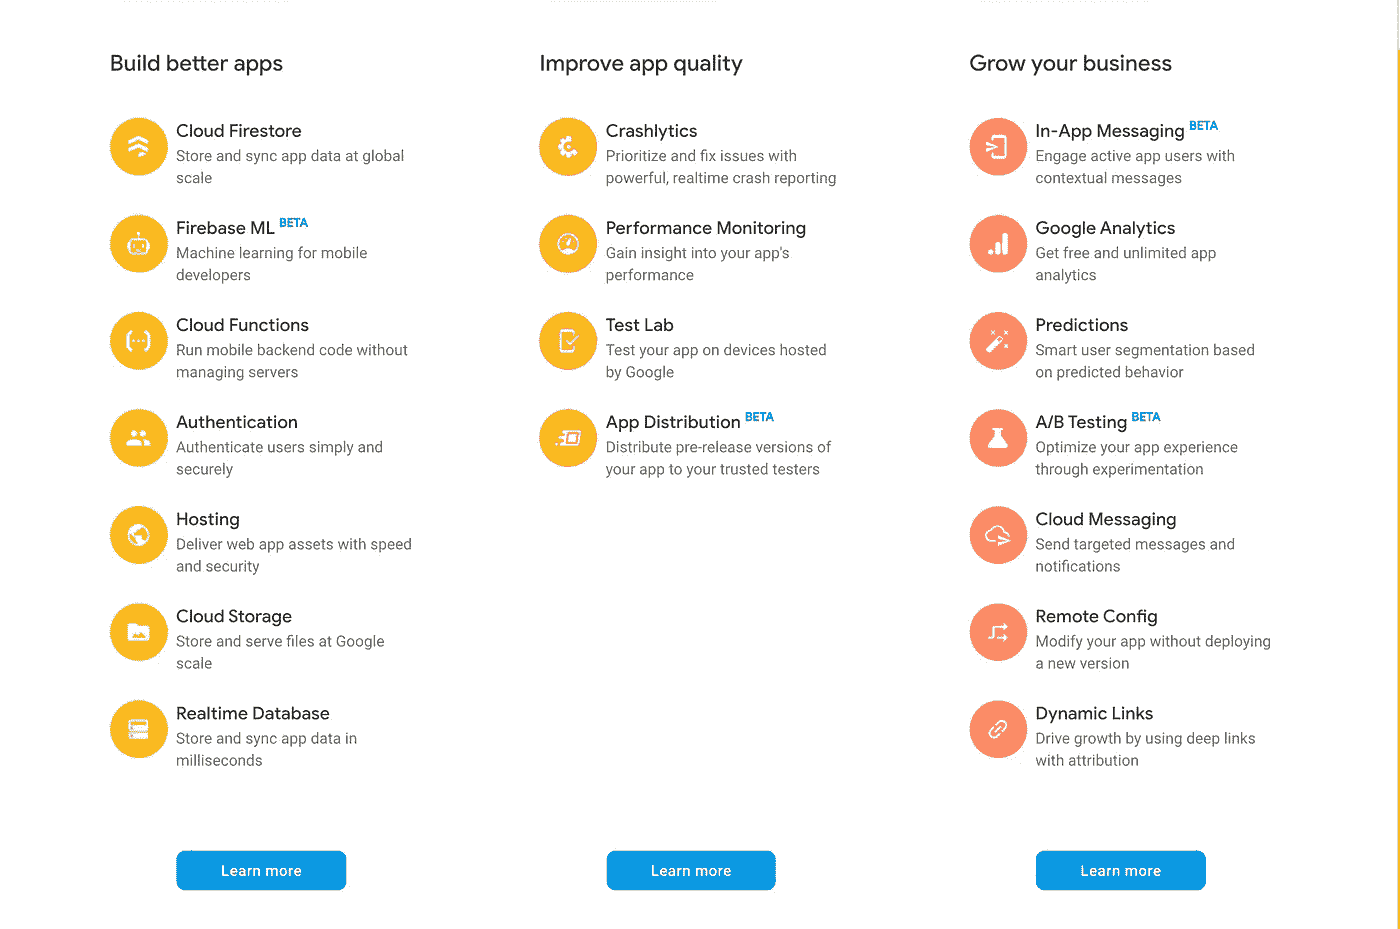 Build better apps
Cloud Firestore
Store and sync app data at global
scale
Firebase ML BETA
Machine learning for mobile
developers
Cloud Functions
Run mobile backend code without
managing servers
Authentication
Authenticate users simply and
securely
Hosting
Deliver web app assets with speed
and security
Cloud Storage
Store and serve files at Google
scale
Realtime Database
Store and sync app data in
milliseconds
Learn more
Improve app quality
Crashlytics
Prioritize and fix issues with
powerful, realtime crash reporting
Performance Monitoring
Gain insight into your app's
performance
Test Lab
Test your app on devices hosted
by Google
App Distribution BETA
Distribute pre-release versions of
your app to your trusted testers
Learn more
Grow your business
In-App Messaging BETA
Engage active app users with
contextual messages
Google Analytics
Get free and unlimited app
analytics
Predictions
Smart user segmentation based
on predicted behavior
A/B Testing BETA
Optimize your app experience
through experimentation
Cloud Messaging
Send targeted messages and
notifications
Remote Config
Modify your app without deploying
a new version
Dynamic Links
Drive growth by using deep links
with attribution
Learn more